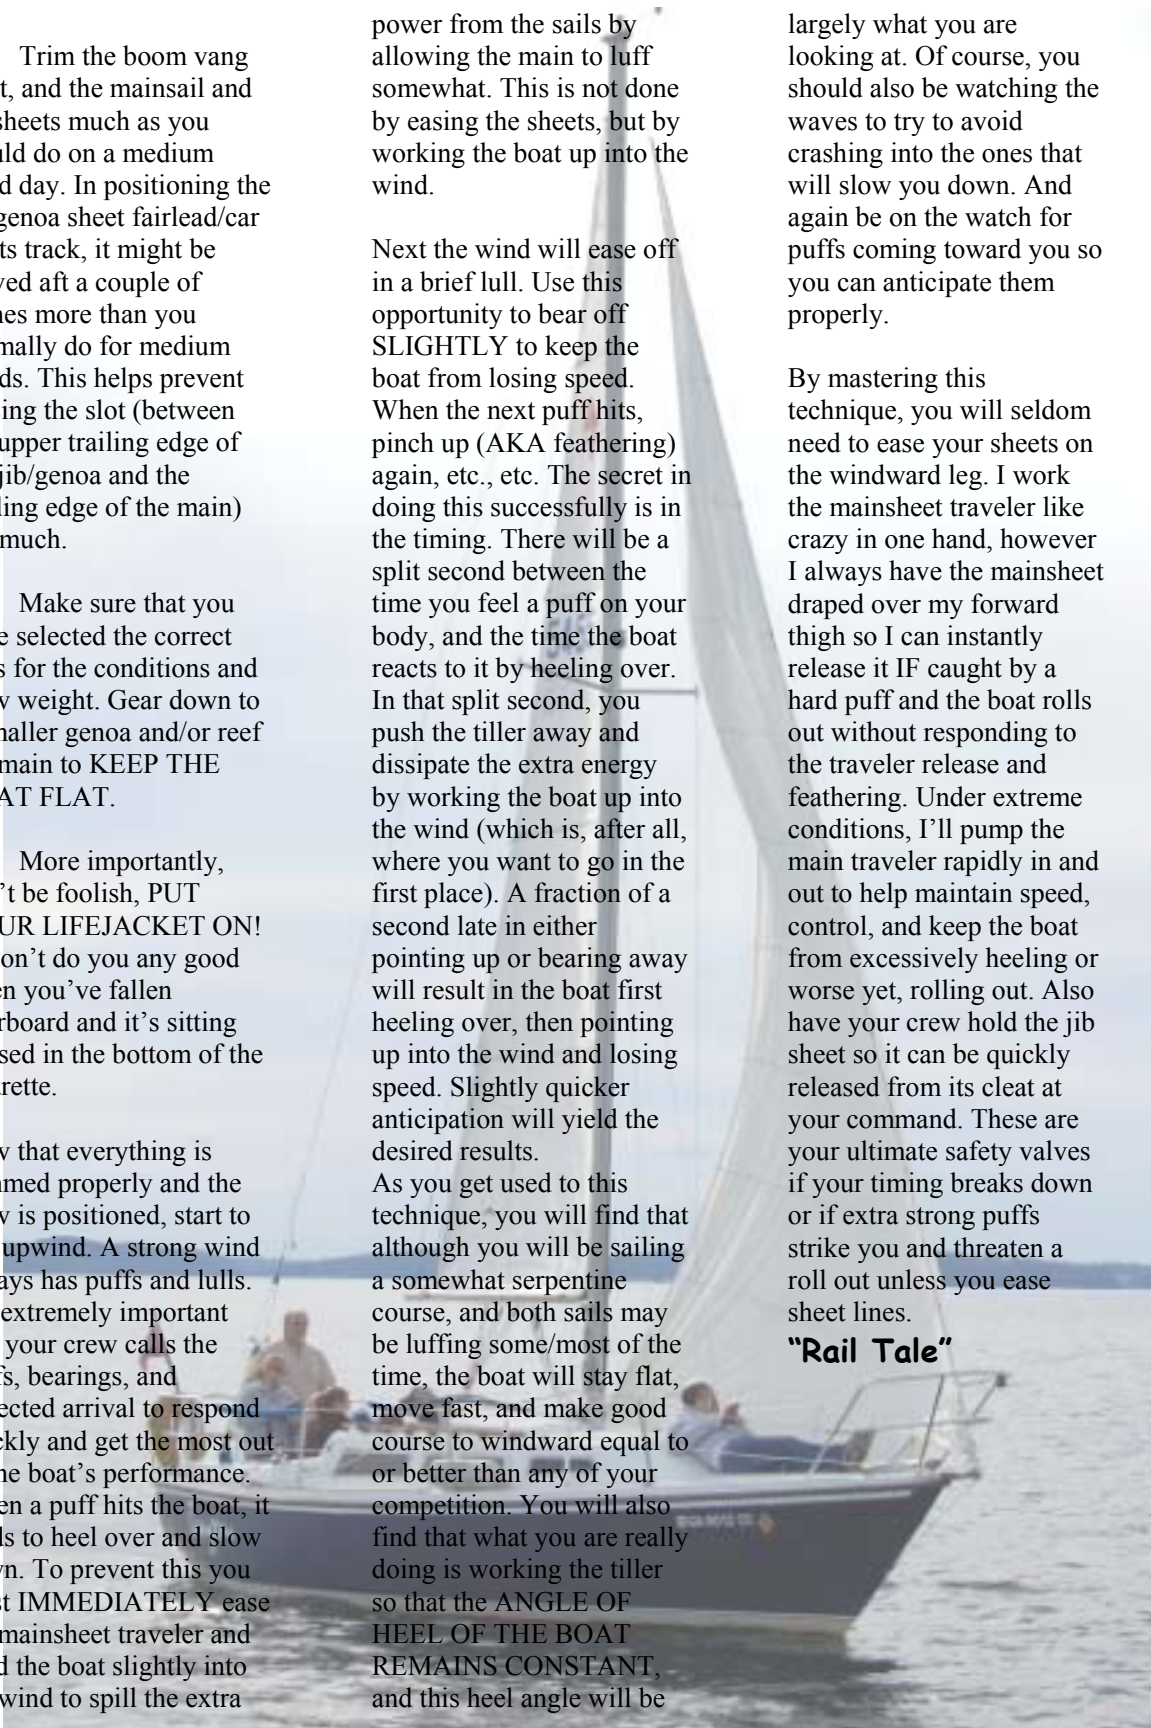 Trim the boom vang
t, and the mainsail and
sheets much as you
uld do on a medium
d day. In positioning the
genoa sheet fairlead/car
ts track, it might be
ved aft a couple of
hes more than you
mally do for medium
ds. This helps prevent
ing the slot (between
upper trailing edge of
jib/genoa and the
ling edge of the main)
much.
Make sure that you
e selected the correct
s for the conditions and
w weight. Gear down to
maller genoa and/or reef
main to KEEP THE
AT FLAT.
More importantly,
’t be foolish, PUT
UR LIFEJACKET ON!
on’t do you any good
en you’ve fallen
rboard and it’s sitting
sed in the bottom of the
rette.
w that everything is
med properly and the
w is positioned, start to
upwind. A strong wind
ays has puffs and lulls.
extremely important
your crew calls the
fs, bearings, and
ected arrival to respond
ckly and get the most out
he boat’s performance.
en a puff hits the boat, it
ds to heel over and slow
wn. To prevent this you
st IMMEDIATELY ease
mainsheet traveler and
d the boat slightly into
wind to spill the extra
power from the sails by
allowing the main to luff
somewhat. This is not done
by easing the sheets, but by
working the boat up into the
wind.
Next the wind will ease off
in a brief lull. Use this
opportunity to bear off
SLIGHTLY to keep the
boat from losing speed.
When the next puff hits,
pinch up (AKA feathering)
again, etc., etc. The secret in
doing this successfully is in
the timing. There will be a
split second between the
time you feel a puff on your
body, and the time the boat
reacts to it by heeling over.
In that split second, you
push the tiller away and
dissipate the extra energy
by working the boat up into
the wind (which is, after all,
where you want to go in the
first place). A fraction of a
second late in either
pointing up or bearing away
will result in the boat first
heeling over, then pointing
up into the wind and losing
speed. Slightly quicker
anticipation will yield the
desired results.
As you get used to this
technique, you will find that
although you will be sailing
a somewhat serpentine
course, and both sails may
be luffing some/most of the
time, the boat will stay flat,
move fast, and make good
course to windward equal to
or better than any of your
competition. You will also
find that what you are really
doing is working the tiller
so that the ANGLE OF
HEEL OF THE BOAT
REMAINS CONSTANT,
and this heel angle will be
largely what you are
looking at. Of course, you
should also be watching the
waves to try to avoid
crashing into the ones that
will slow you down. And
again be on the watch for
puffs coming toward you so
you can anticipate them
properly.
By mastering this
technique, you will seldom
need to ease your sheets on
the windward leg. I work
the mainsheet traveler like
crazy in one hand, however
I always have the mainsheet
draped over my forward
thigh so I can instantly
release it IF caught by a
hard puff and the boat rolls
out without responding to
the traveler release and
feathering. Under extreme
conditions, I’ll pump the
main traveler rapidly in and
out to help maintain speed,
control, and keep the boat
from excessively heeling or
worse yet, rolling out. Also
have your crew hold the jib
sheet so it can be quickly
released from its cleat at
your command. These are
your ultimate safety valves
if your timing breaks down
or if extra strong puffs
strike you and threaten a
roll out unless you ease
sheet lines.
“Rail Tale”